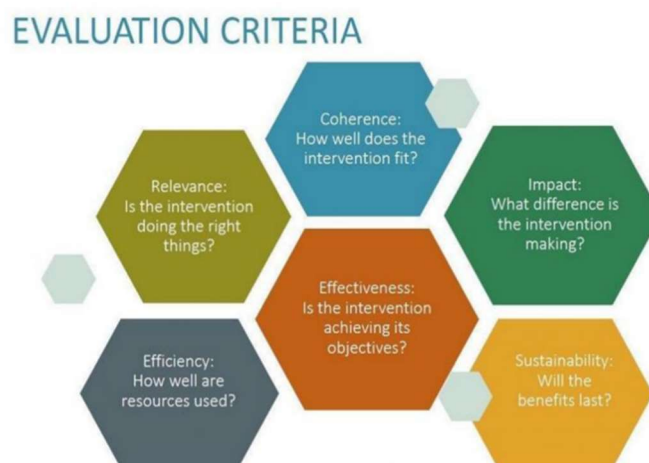 EVALUATION CRITERIA
Coherence:
How well does the
intervention fit?
Relevance:
Is the intervention
doing the right
things?
Impact:
What difference is
the intervention
making?
Effectiveness:
Is the intervention
achieving its
objectives?
Efficiency:
How well are
resources used?
Sustainability:
Will the
benefits last?